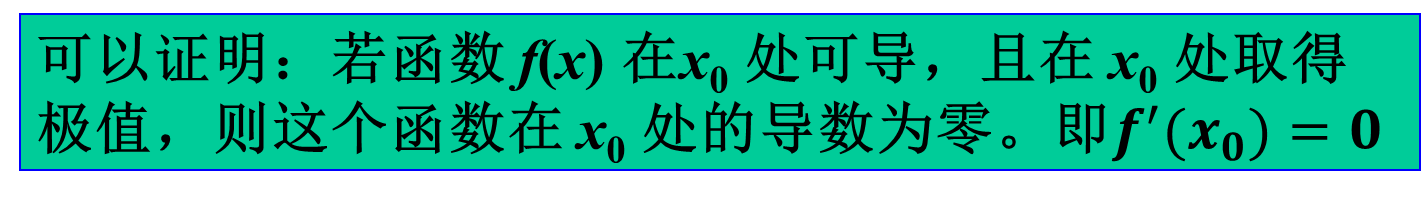 可以证明：若函数 f(x) 在x₀ 处可导，且在 x₀ 处取得
极值，则这个函数在 x₀ 处的导数为零。即f′(x₀) = 0